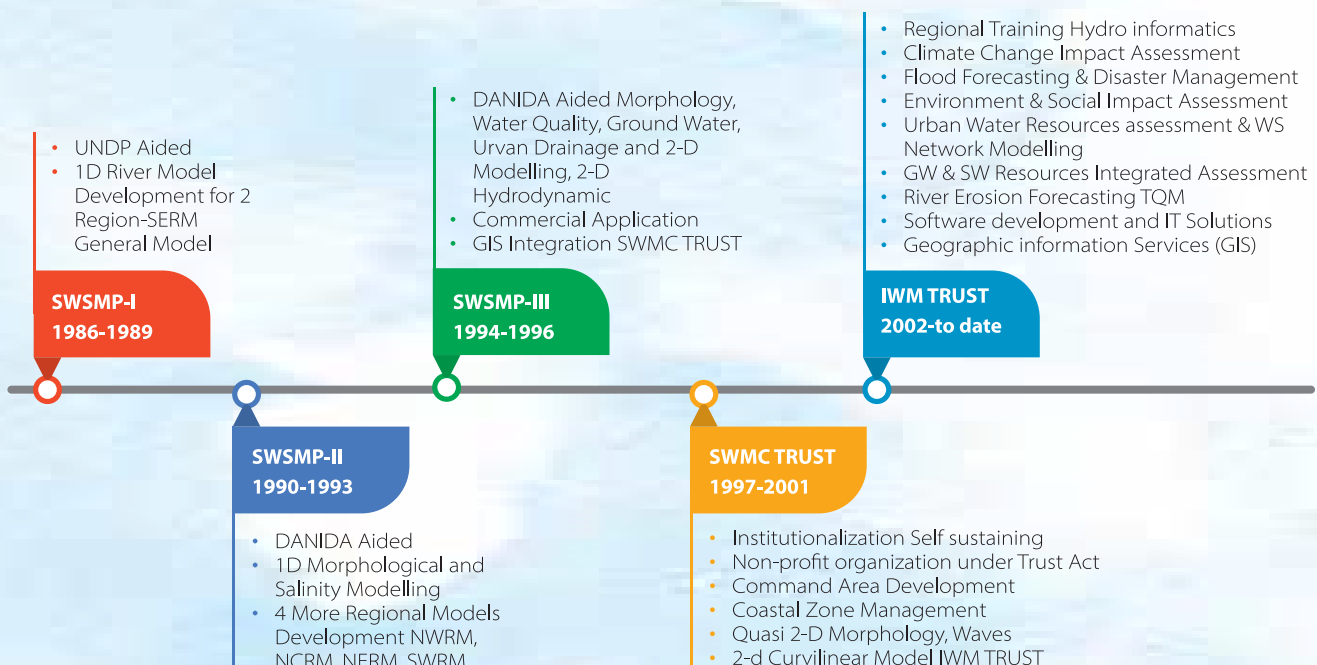 • UNDP Aided
• 1D River Model
Development for 2
Region-SERM
General Model
SWSMP-I
1986-1989
SWSMP-II
1990-1993
• DANIDA Aided
• 1D Morphological and
Salinity Modelling
• 4 More Regional Models
Development NWRM,
NCRM, NERM, SWRM
• DANIDA Aided Morphology,
Water Quality, Ground Water,
Urvan Drainage and 2-D
Modelling, 2-D
Hydrodynamic
• Commercial Application
• GIS Integration SWMC TRUST
SWSMP-III
1994-1996
SWMC TRUST
1997-2001
• Institutionalization Self sustaining
• Non-profit organization under Trust Act
• Command Area Development
• Coastal Zone Management
• Quasi 2-D Morphology, Waves
• 2-d Curvilinear Model IWM TRUST
• Regional Training Hydro informatics
• Climate Change Impact Assessment
• Flood Forecasting & Disaster Management
• Environment & Social Impact Assessment
• Urban Water Resources assessment & WS
Network Modelling
• GW & SW Resources Integrated Assessment
• River Erosion Forecasting TQM
• Software development and IT Solutions
• Geographic information Services (GIS)
IWM TRUST
2002-to date